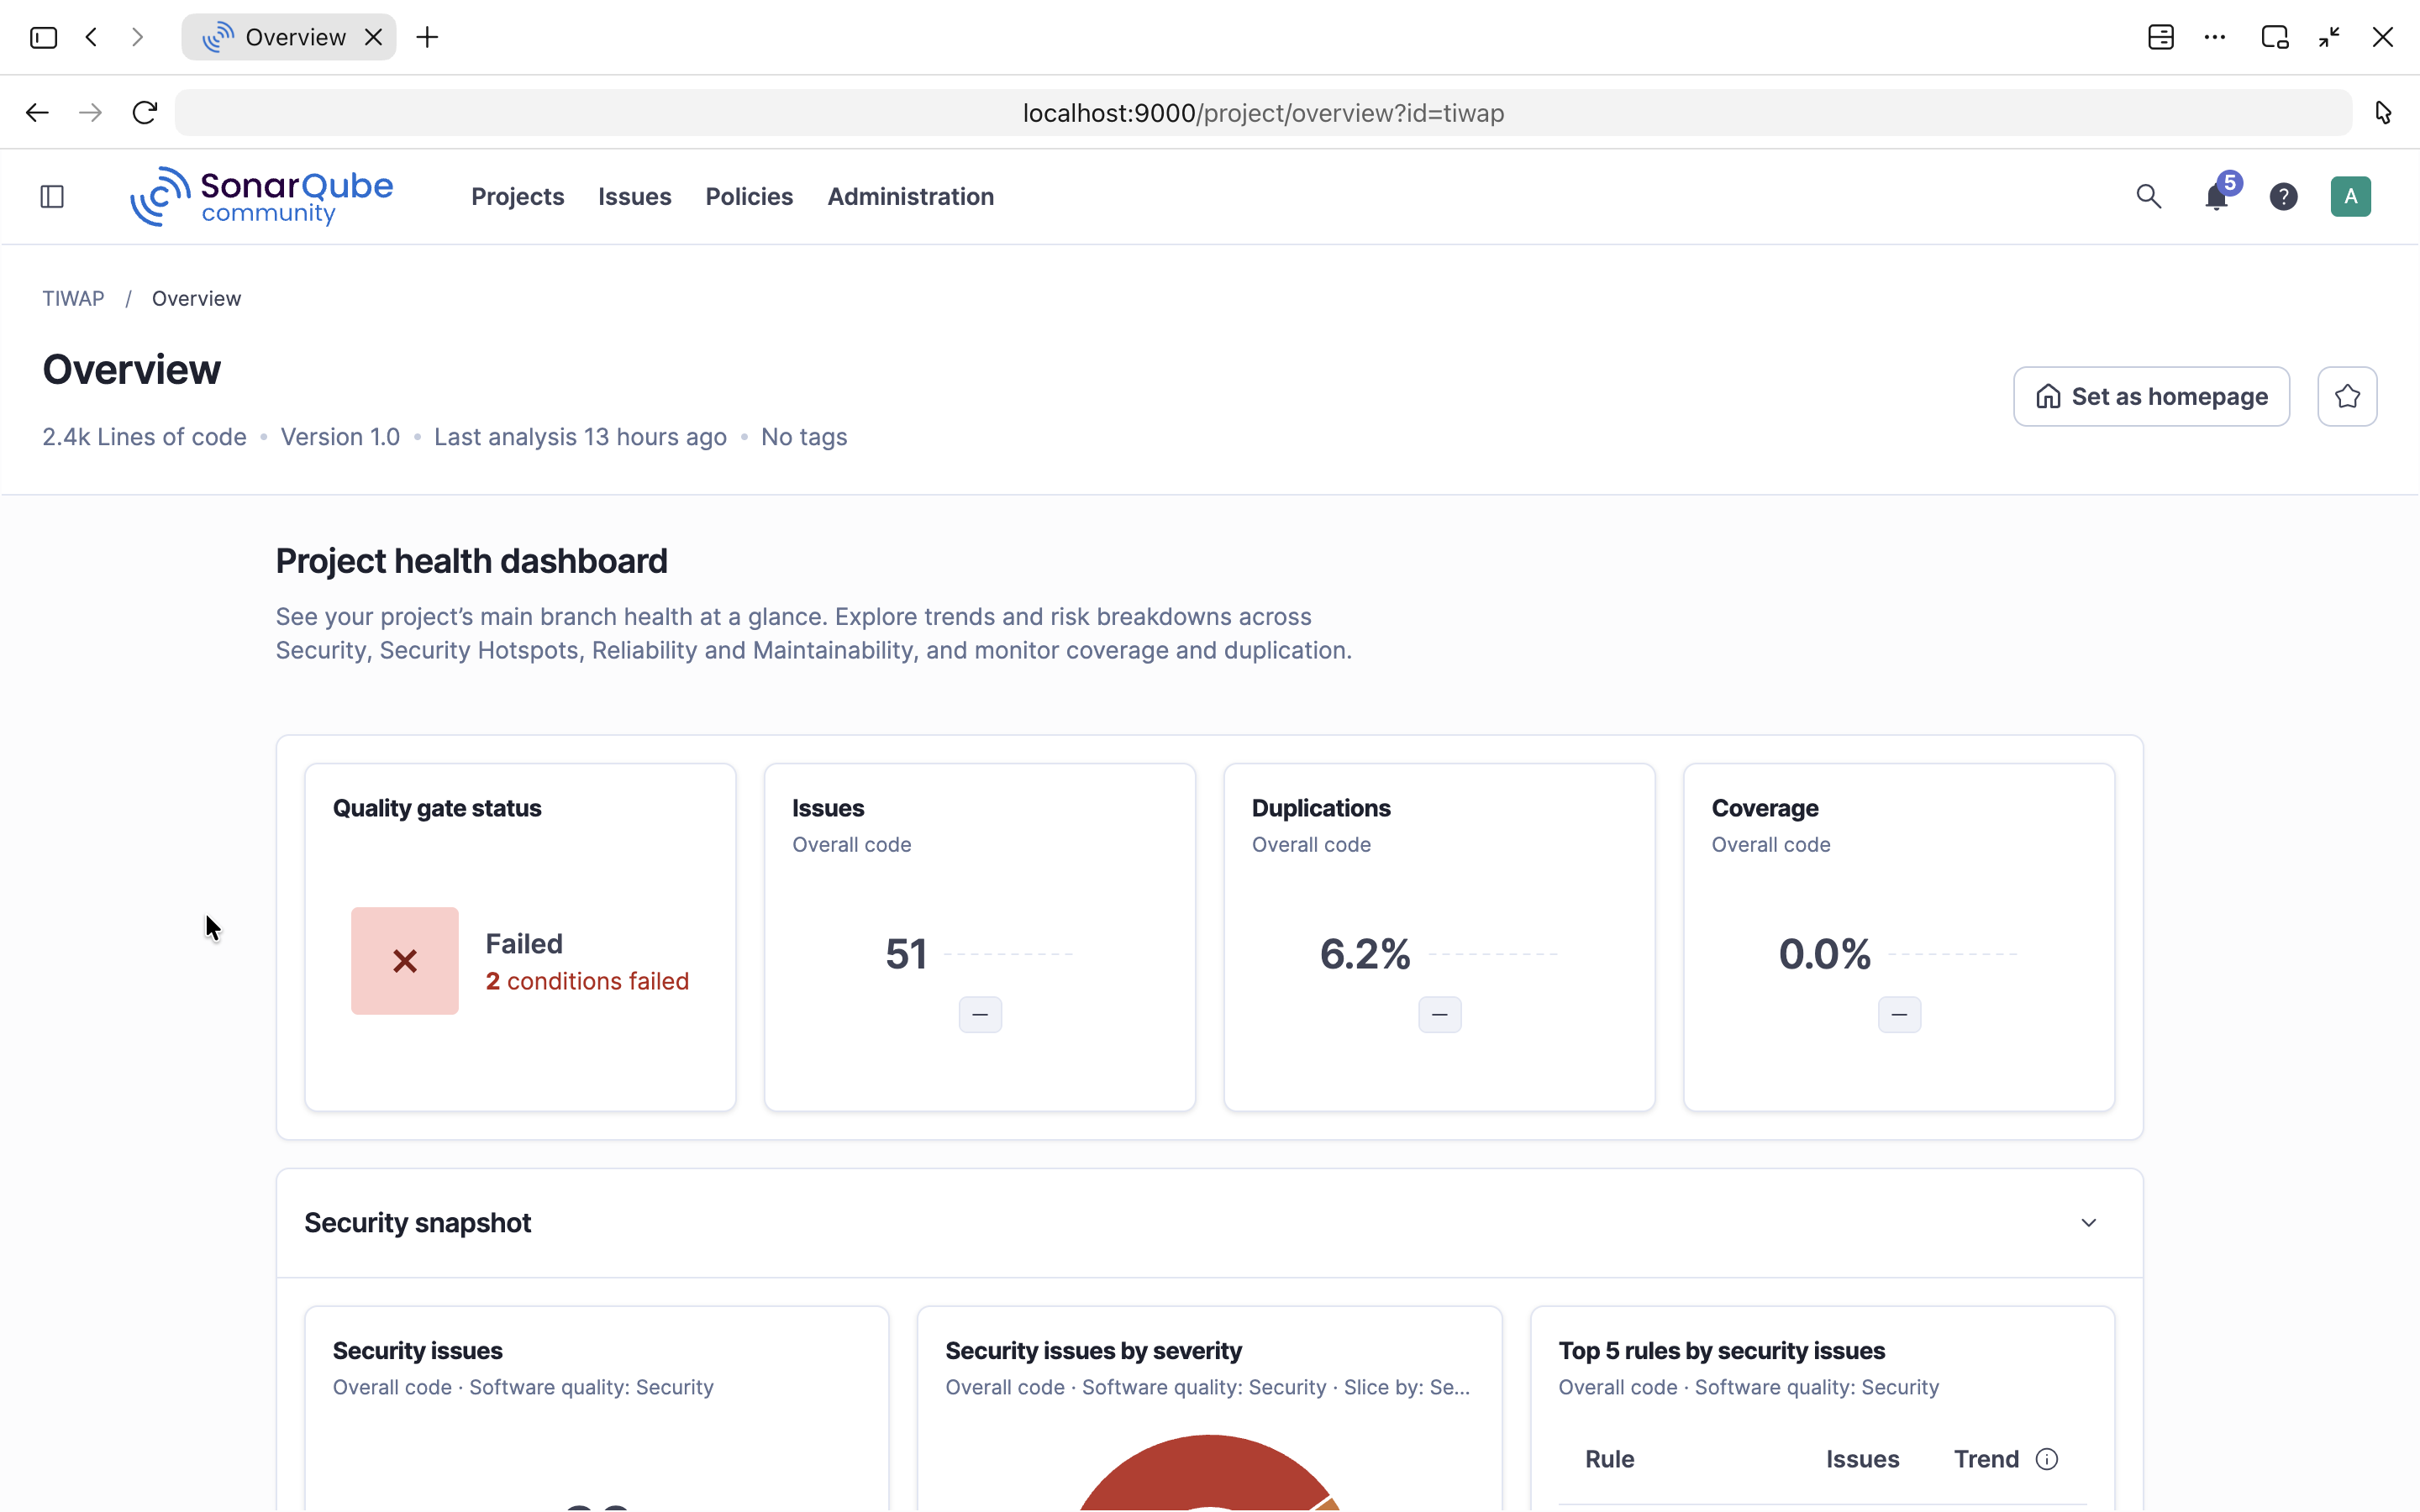 Overview
localhost:9000/project/overview?id=tiwap
SonarQube
community
Projects
Issues
Policies
Administration
5
?
A
TIWAP / Overview
Overview
Set as homepage
2.4k Lines of code • Version 1.0 • Last analysis 13 hours ago • No tags
Project health dashboard
See your project’s main branch health at a glance. Explore trends and risk breakdowns across
Security, Security Hotspots, Reliability and Maintainability, and monitor coverage and duplication.
Quality gate status
Failed
2 conditions failed
Issues
Overall code
51
—
Duplications
Overall code
6.2%
—
Coverage
Overall code
0.0%
—
Security snapshot
Security issues
Overall code · Software quality: Security
Security issues by severity
Overall code · Software quality: Security · Slice by: Se...
Top 5 rules by security issues
Overall code · Software quality: Security
Rule
Issues
Trend